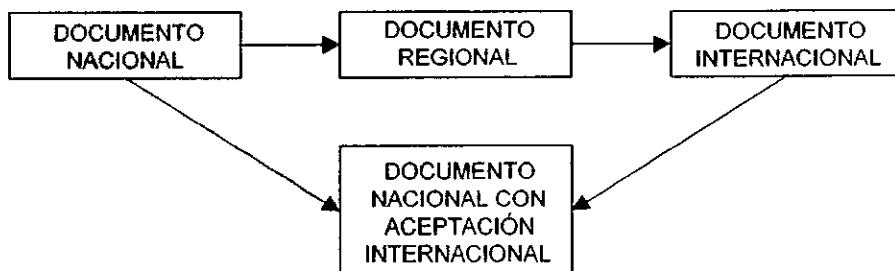 DOCUMENTO
NACIONAL
DOCUMENTO
REGIONAL
DOCUMENTO
INTERNACIONAL
DOCUMENTO
NACIONAL CON
ACEPTACIÓN
INTERNACIONAL